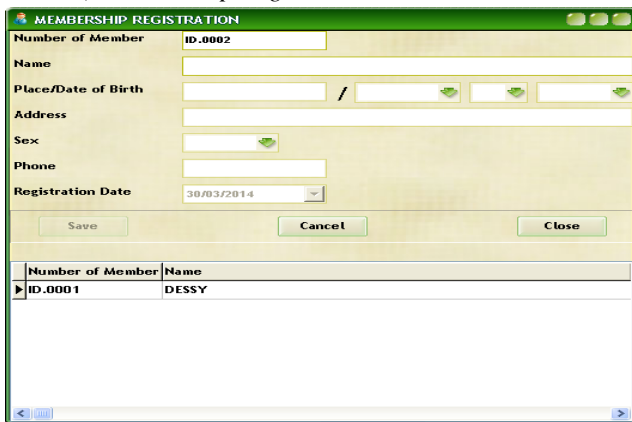 MEMBERSHIP REGISTRATION
Number of Member ID.0002
Name
Place/Date of Birth /
Address
Sex
Phone
Registration Date 30/03/2014
Save Cancel Close
Number of Member Name
ID.0001 DESSY